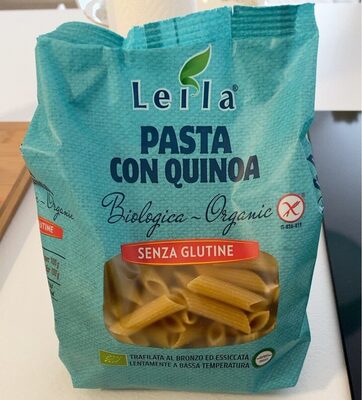 Leila®
PASTA
CON QUINOA
Biologica ~ Organic
SENZA GLUTINE
TRAFILATA AL BRONZO ED ESSICCATA
LENTAMENTE A BASSA TEMPERATURA